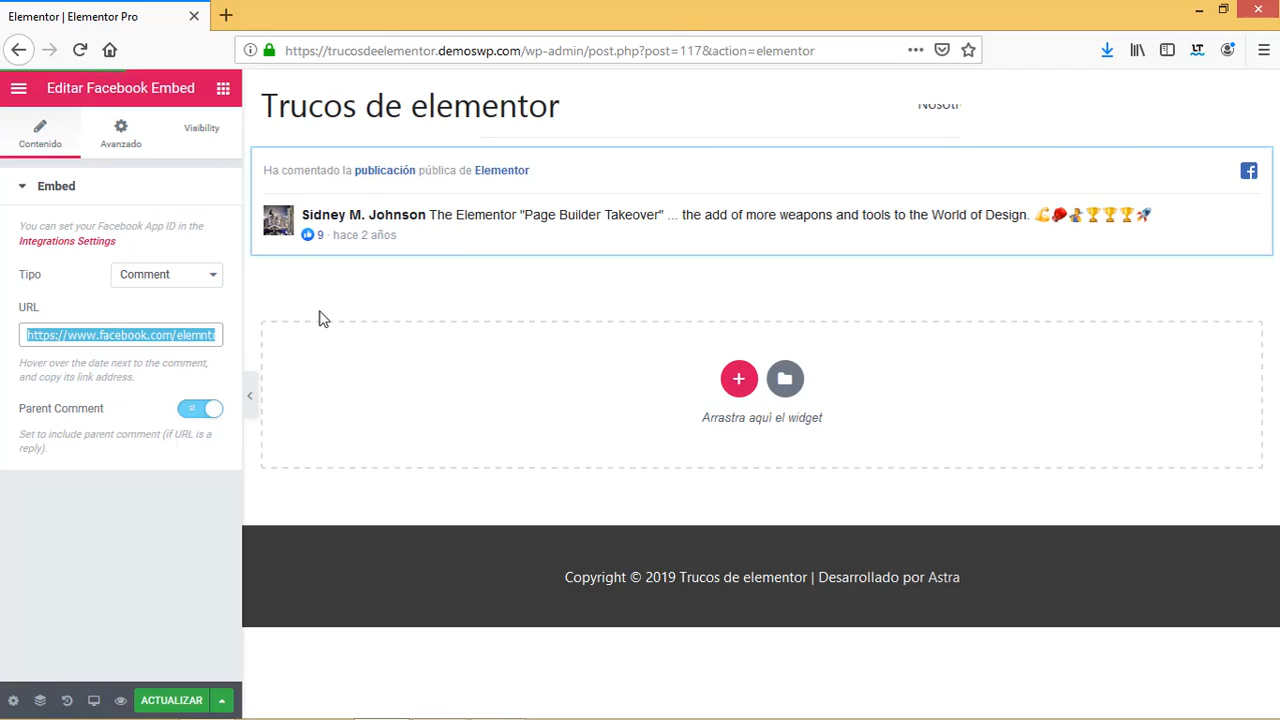 Elementor | Elementor Pro
https://trucosdeelementor.demoswp.com/wp-admin/post.php?post=117&action=elementor
Editar Facebook Embed
Contenido
Avanzado
Visibility
Embed
You can set your Facebook App ID in the
Integrations Settings
Tipo
Comment
URL
https://www.facebook.com/elemnto
Hover over the date next to the comment,
and copy its link address.
Parent Comment
SÍ
Set to include parent comment (if URL is a
reply).
ACTUALIZAR
Trucos de elementor
Ha comentado la publicación pública de Elementor
Sidney M. Johnson The Elementor "Page Builder Takeover" ... the add of more weapons and tools to the World of Design. 💪🥊🤼🏆🏆🏆🚀
9 · hace 2 años
Arrastra aquí el widget
Copyright © 2019 Trucos de elementor | Desarrollado por Astra